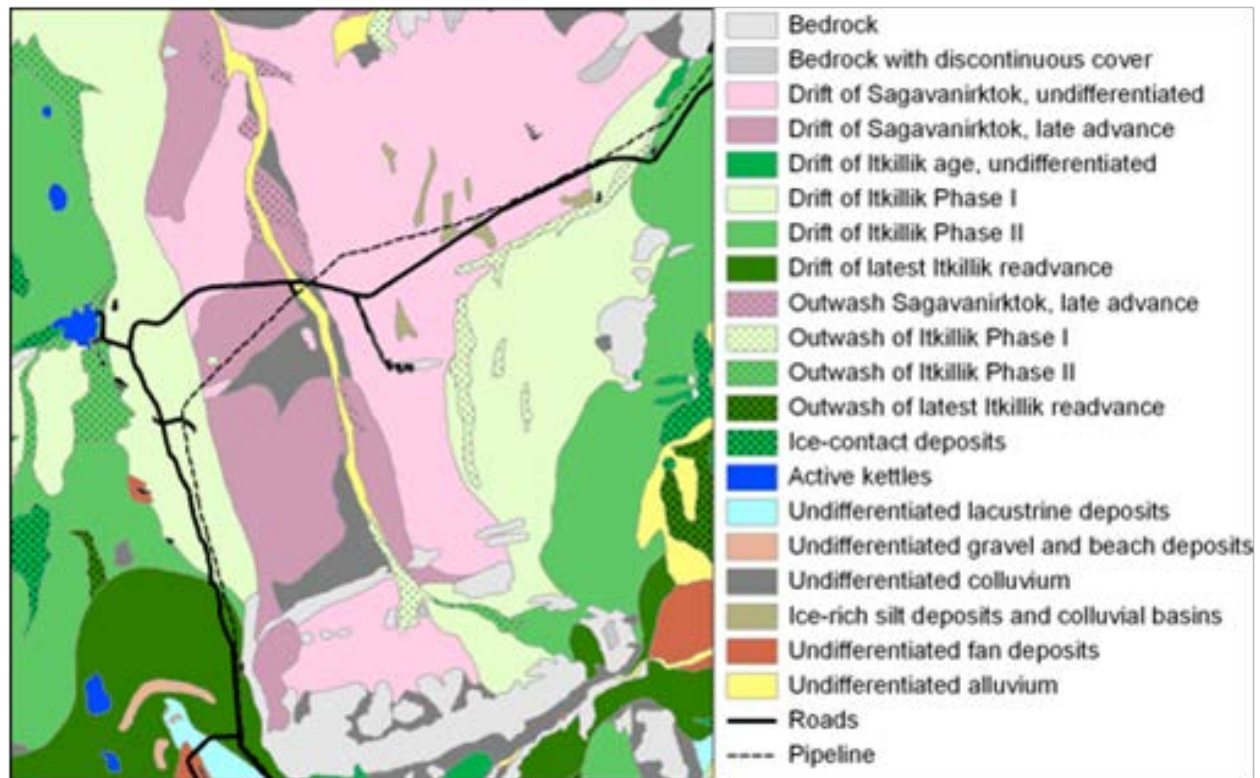 Bedrock
Bedrock with discontinuous cover
Drift of Sagavanirktok, undifferentiated
Drift of Sagavanirktok, late advance
Drift of Itkillik age, undifferentiated
Drift of Itkillik Phase I
Drift of Itkillik Phase II
Drift of latest Itkillik readvance
Outwash Sagavanirktok, late advance
Outwash of Itkillik Phase I
Outwash of Itkillik Phase II
Outwash of latest Itkillik readvance
Ice-contact deposits
Active kettles
Undifferentiated lacustrine deposits
Undifferentiated gravel and beach deposits
Undifferentiated colluvium
Ice-rich silt deposits and colluvial basins
Undifferentiated fan deposits
Undifferentiated alluvium
Roads
Pipeline